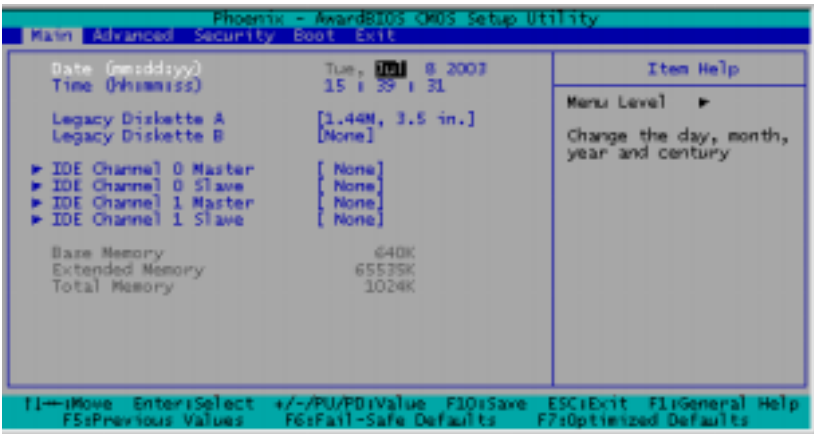 Phoenix - AwardBIOS CMOS Setup Utility
Main Advanced Security Boot Exit
Date (mm:dd:yy) Tue, Jul 8 2003
Time (hh:mm:ss) 15 : 39 : 31
Legacy Diskette A [1.44M, 3.5 in.]
Legacy Diskette B [None]
► IDE Channel 0 Master [ None]
► IDE Channel 0 Slave [ None]
► IDE Channel 1 Master [ None]
► IDE Channel 1 Slave [ None]
Base Memory 640K
Extended Memory 65535K
Total Memory 1024K
Item Help
Menu Level ►
Change the day, month,
year and century
↑↓→←:Move Enter:Select +/-/PU/PD:Value F10:Save ESC:Exit F1:General Help
F5:Previous Values F6:Fail-Safe Defaults F7:Optimized Defaults